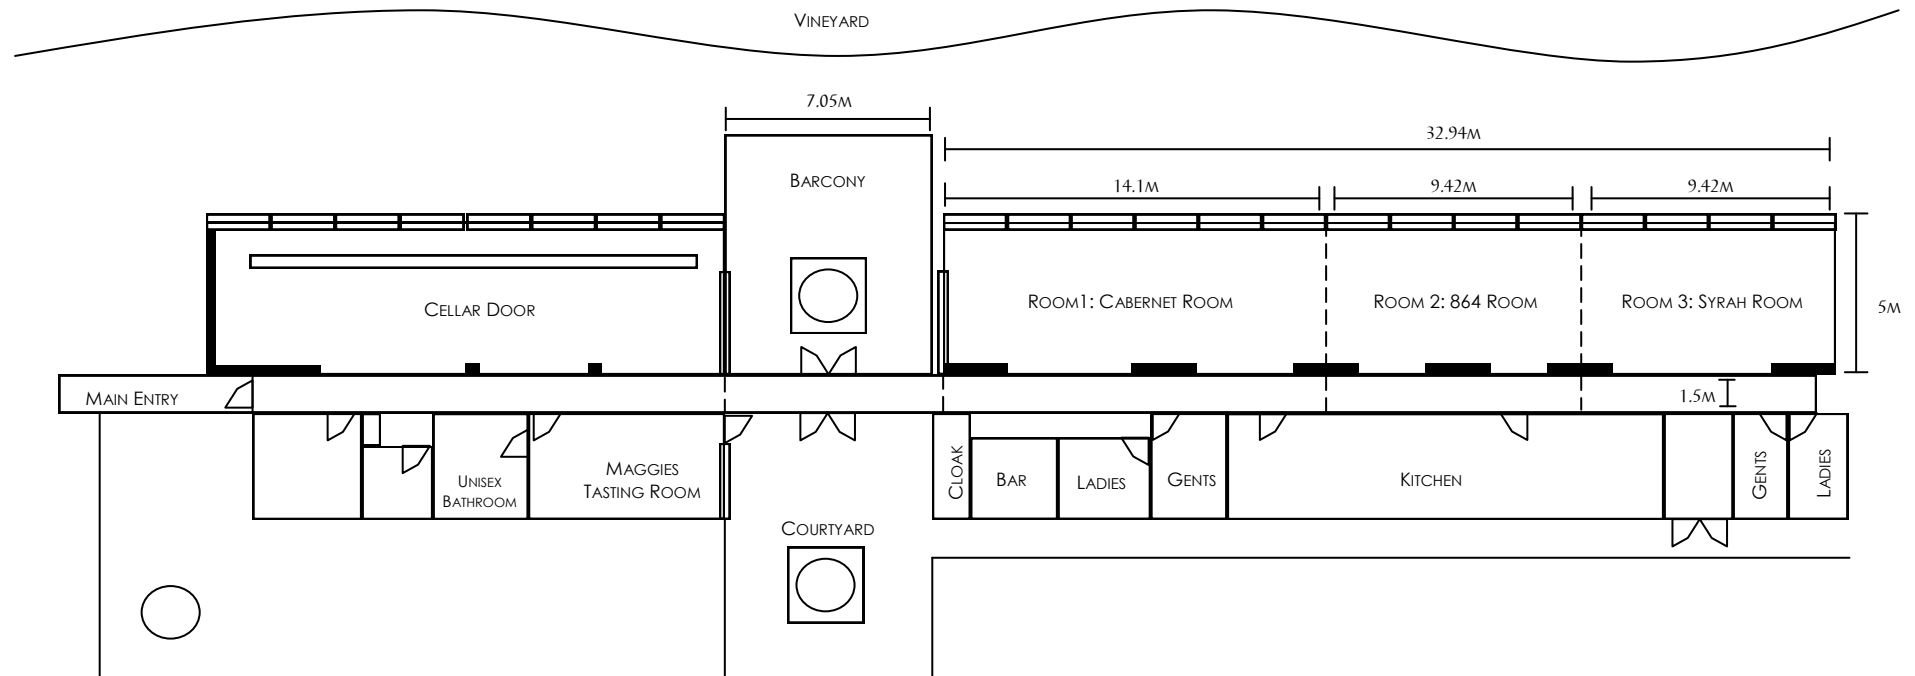 Vineyard
7.05m
32.94m
Barcony
14.1m
9.42m
9.42m
Cellar Door
Room1: Cabernet Room
Room 2: 864 Room
Room 3: Syrah Room
5m
Main Entry
1.5m
Unisex
Bathroom
Maggies
Tasting Room
Cloak
Bar
Ladies
Gents
Kitchen
Gents
Ladies
Courtyard